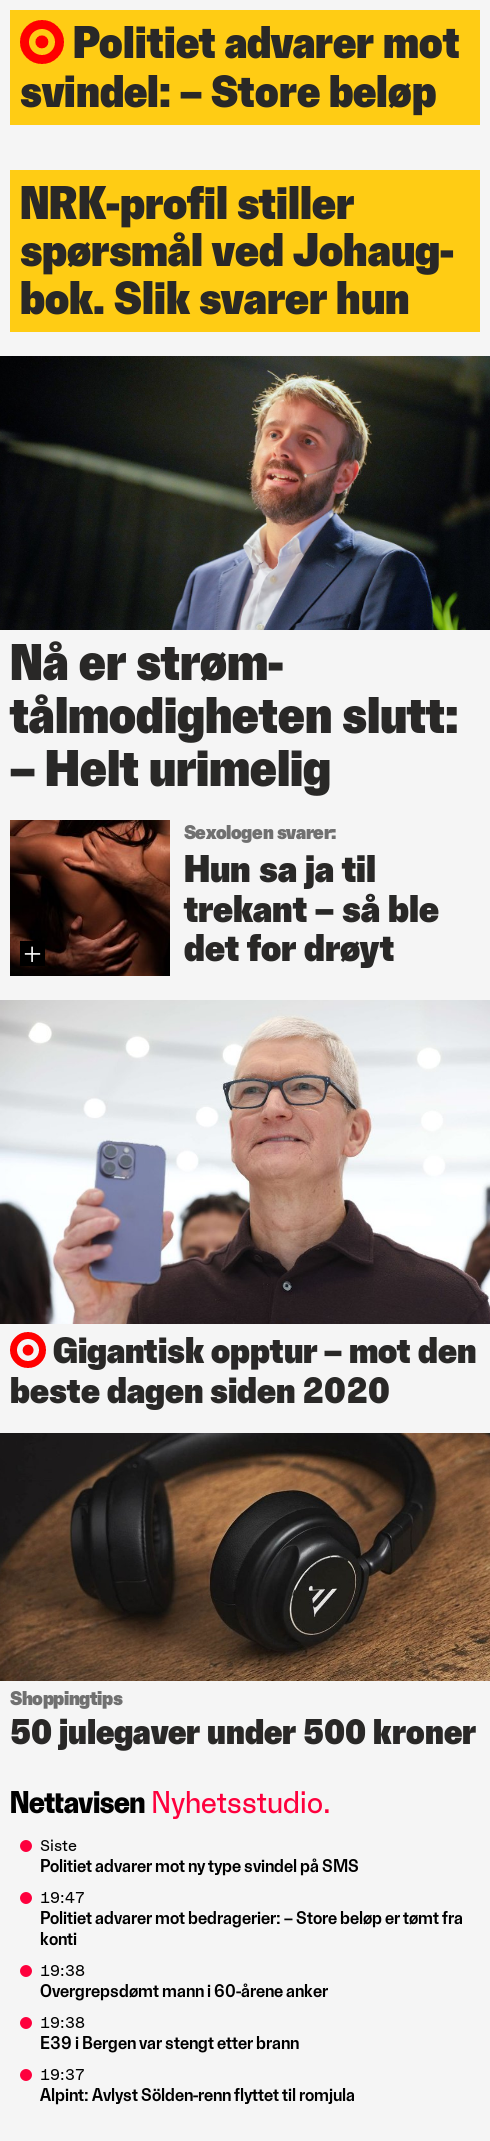 Politiet advarer mot
svindel: – Store beløp
NRK-profil stiller
spørsmål ved Johaug-
bok. Slik svarer hun
Nå er strøm-
tålmodigheten slutt:
– Helt urimelig
Sexologen svarer:
Hun sa ja til
trekant – så ble
det for drøyt
Gigantisk opptur – mot den
beste dagen siden 2020
Shoppingtips
50 julegaver under 500 kroner
Nettavisen Nyhetsstudio.
Siste
Politiet advarer mot ny type svindel på SMS
19:47
Politiet advarer mot bedragerier: – Store beløp er tømt fra
konti
19:38
Overgrepsdømt mann i 60-årene anker
19:38
E39 i Bergen var stengt etter brann
19:37
Alpint: Avlyst Sölden-renn flyttet til romjula